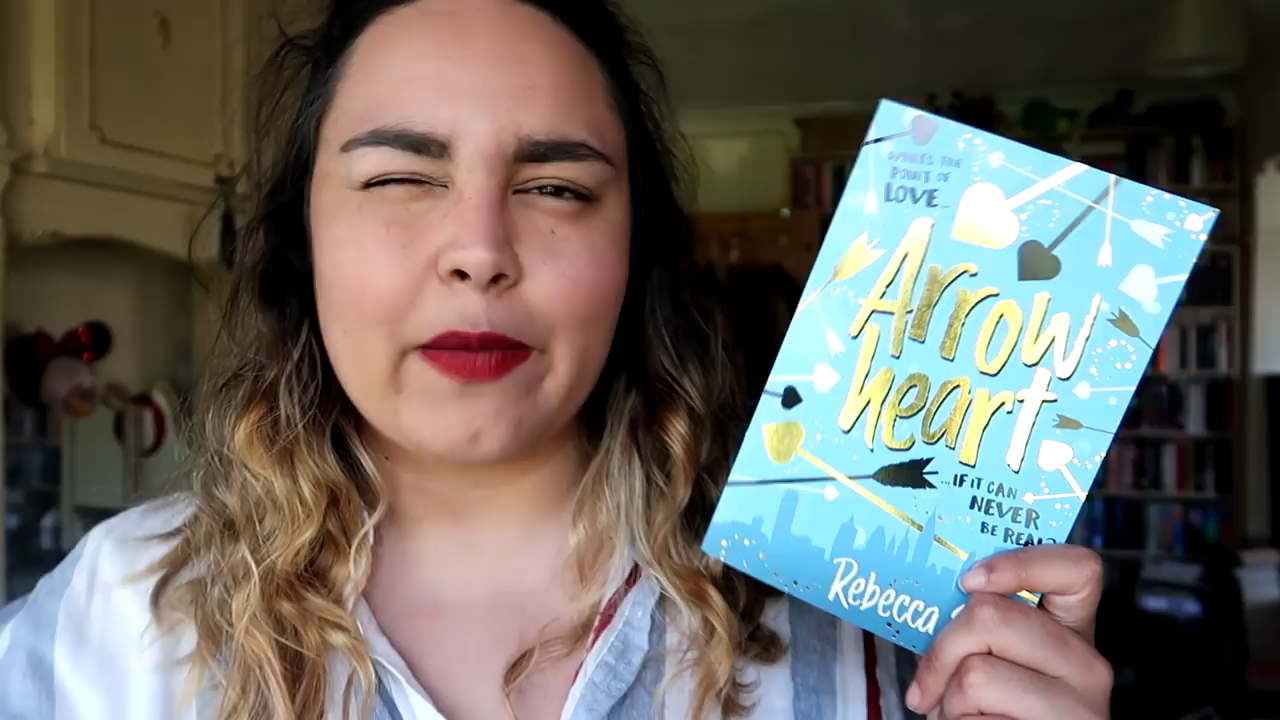 WHAT'S THE
POINT OF
LOVE...
Arrow
heart
...IF IT CAN
NEVER
BE REAL?
Rebecca